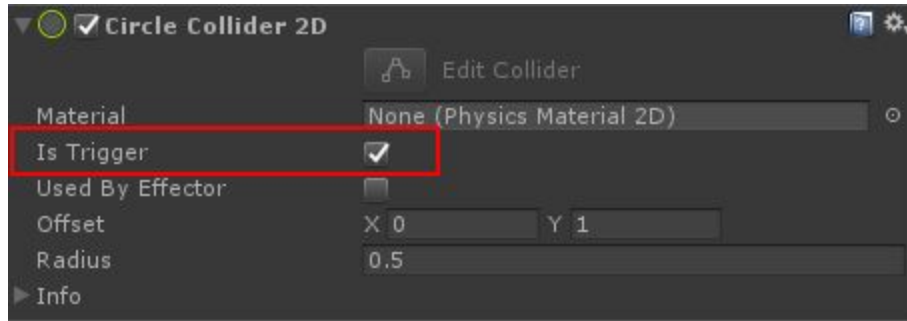 Circle Collider 2D
Edit Collider
Material None (Physics Material 2D)
Is Trigger
Used By Effector
Offset X 0 Y 1
Radius 0.5
Info